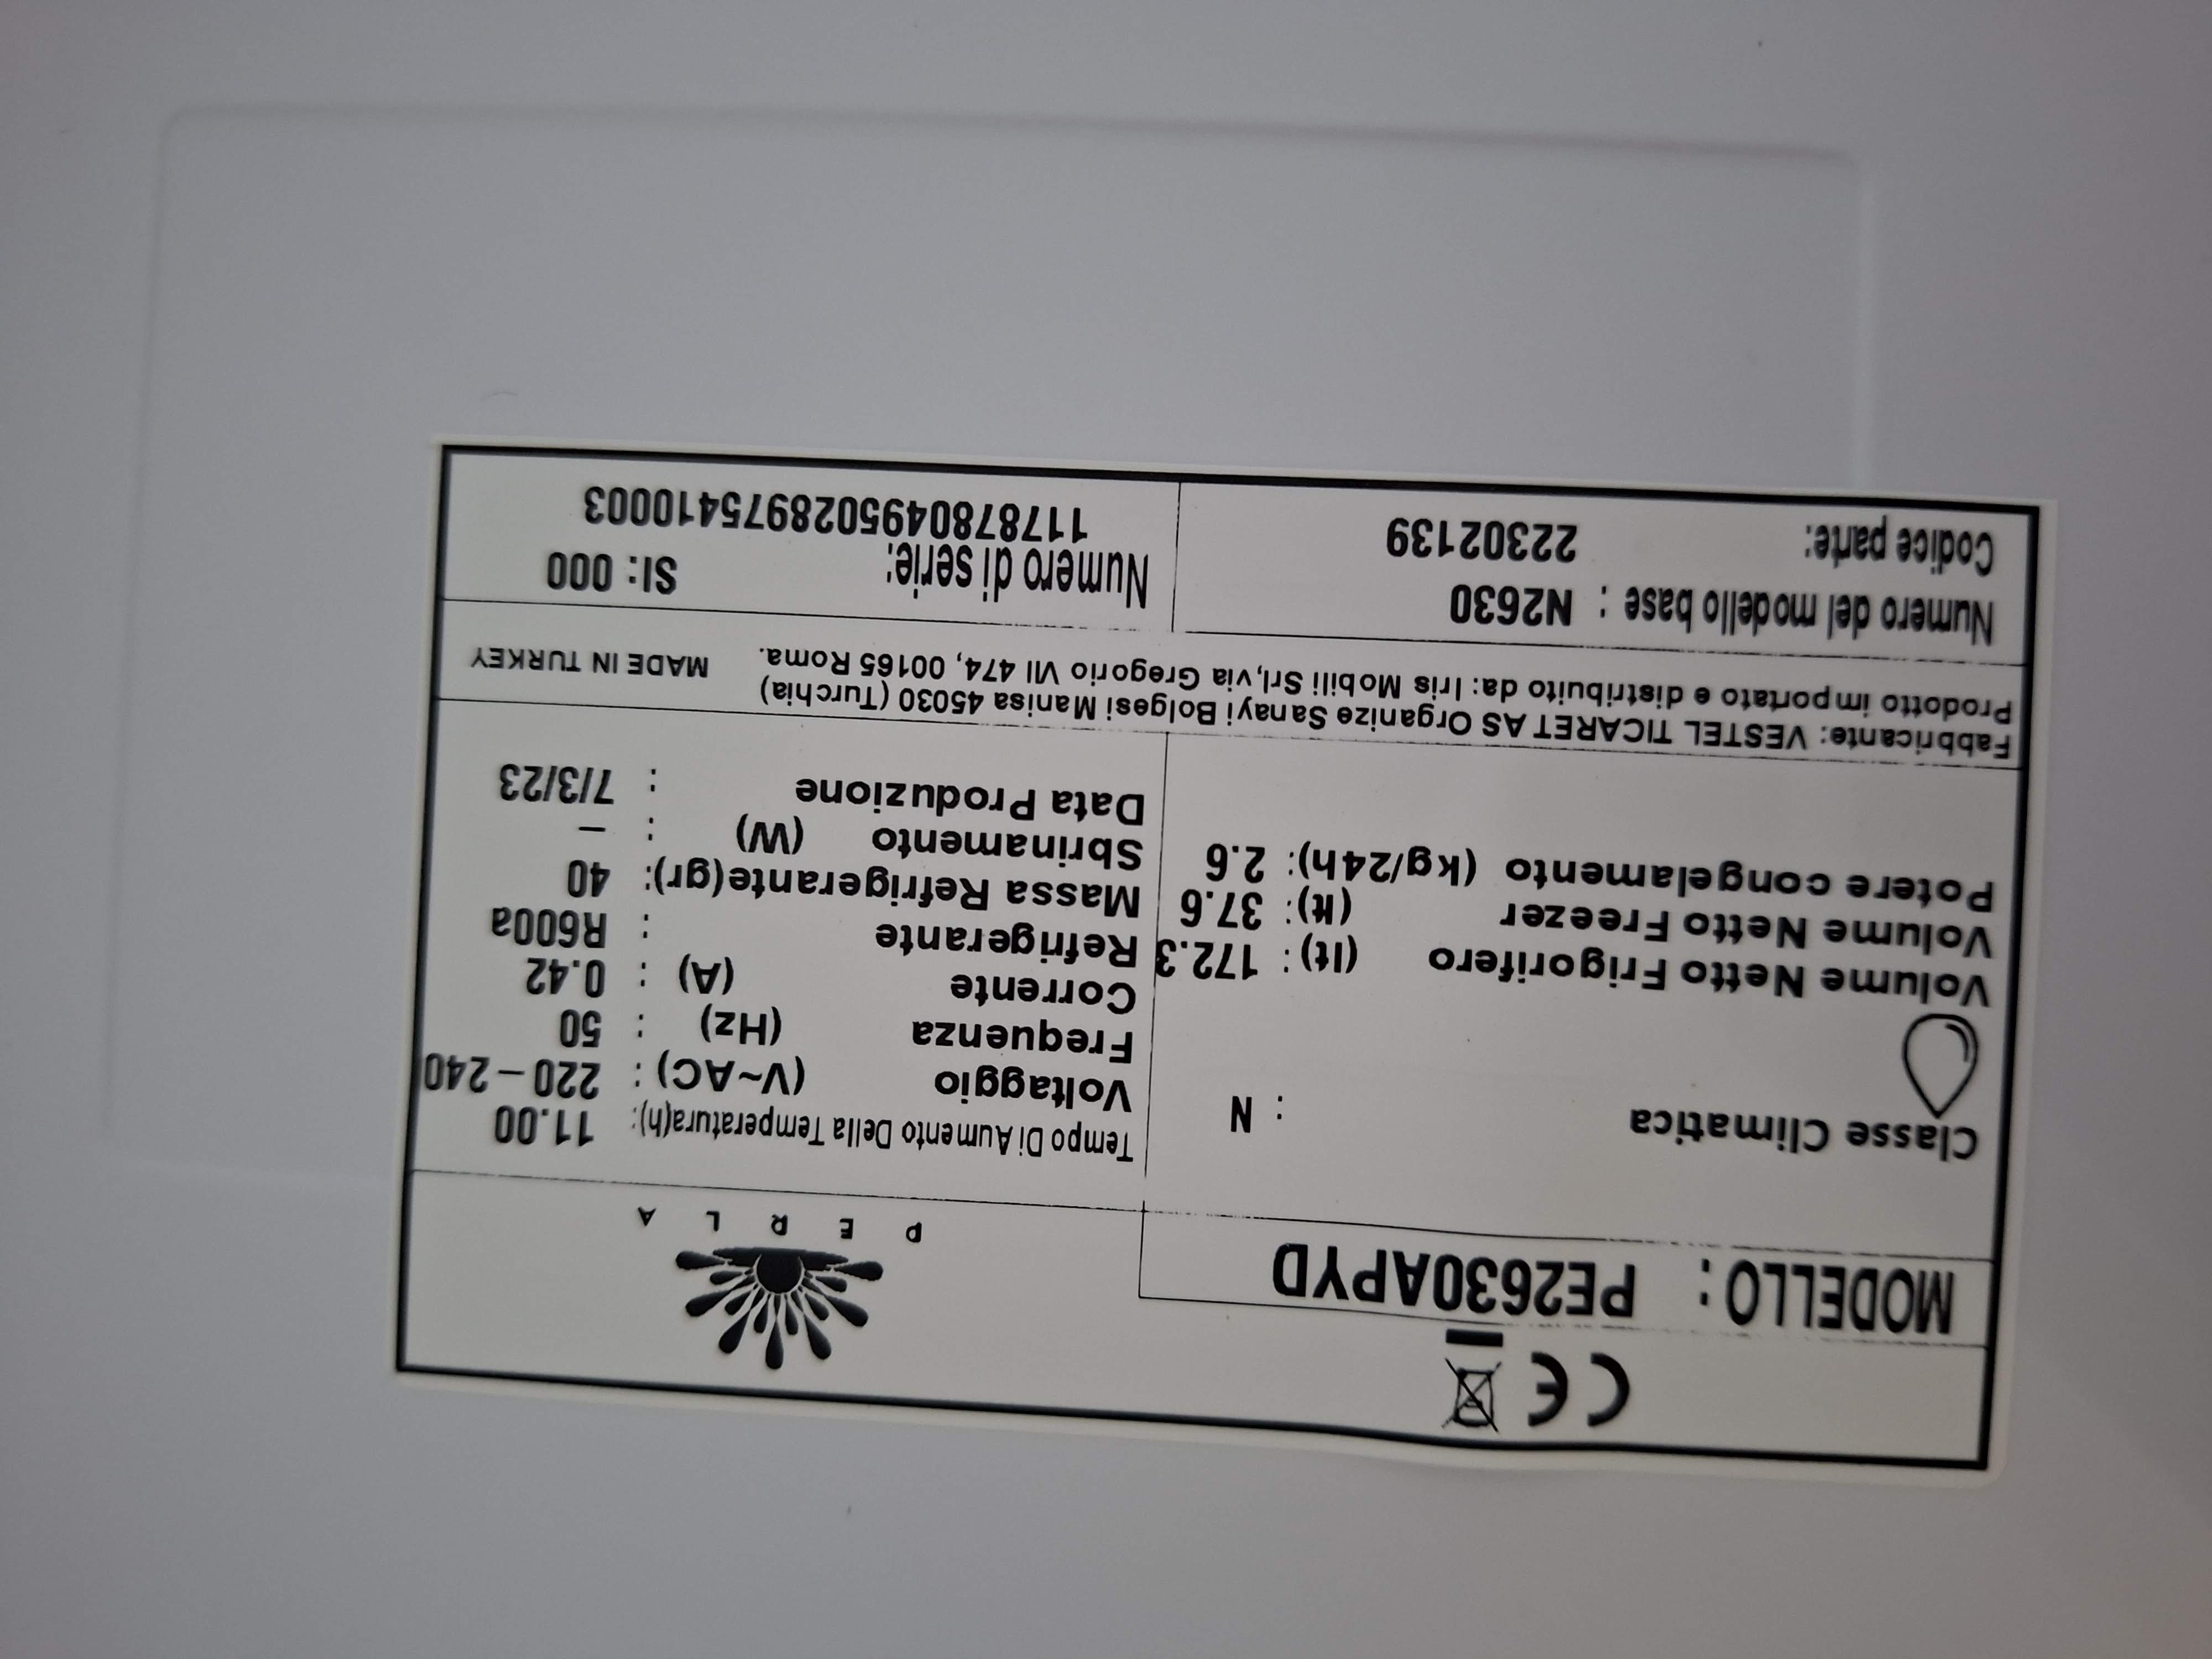 CE
MODELLO : PE2630APYD
P E R L A
Classe Climatica : N
Volume Netto Frigorifero (lt) : 172.3
Volume Netto Freezer (lt): 37.6
Potere congelamento (kg/24h): 2.6
Tempo Di Aumento Della Temperatura(h): 11.00
Voltaggio (V~AC) : 220-240
Frequenza (Hz) : 50
Corrente (A) : 0.42
Refrigerante : R600a
Massa Refrigerante(gr): 40
Sbrinamento (W) : –
Data Produzione : 7/3/23
Fabbricante: VESTEL TICARET AS Organize Sanayi Bolgesi Manisa 45030 (Turchia)
Prodotto importato e distribuito da: Iris Mobili Srl,via Gregorio VII 474, 00165 Roma. MADE IN TURKEY
Numero del modello base : N2630
Codice parte: 22302139
Numero di serie: SI: 000
1178780495028975410003